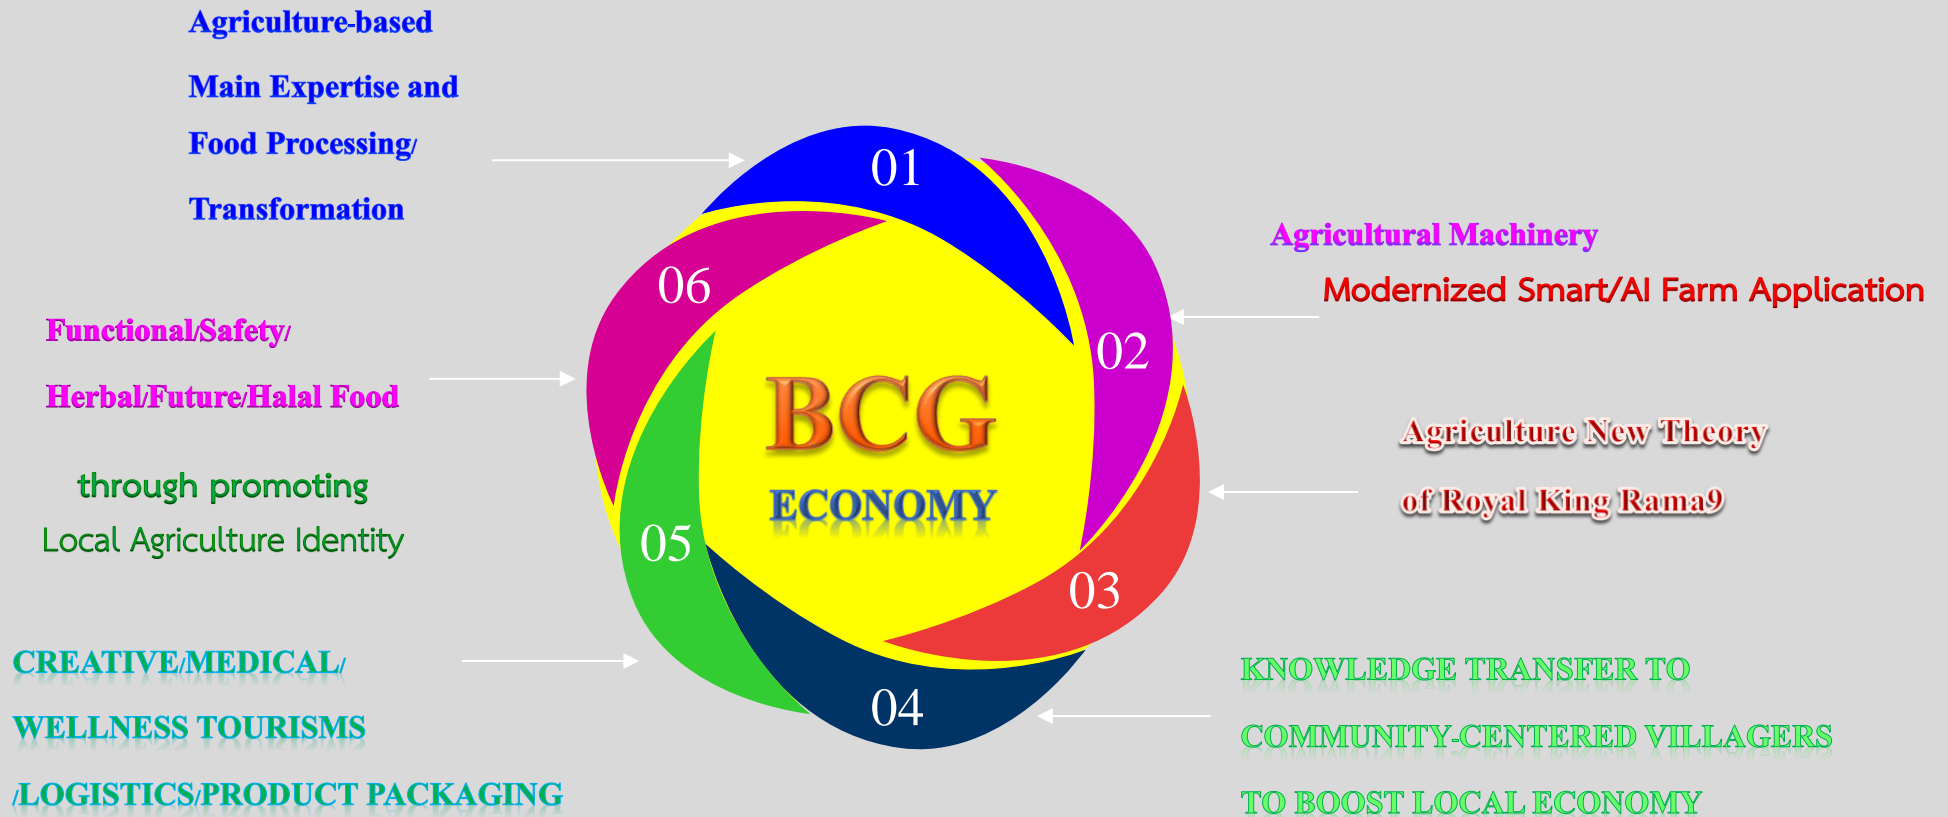 Agriculture-based
Main Expertise and
Food Processing/
Transformation
01
02
Agricultural Machinery
Modernized Smart/AI Farm Application
03
Agriculture New Theory
of Royal King Rama9
04
KNOWLEDGE TRANSFER TO
COMMUNITY-CENTERED VILLAGERS
TO BOOST LOCAL ECONOMY
05
CREATIVE/MEDICAL/
WELLNESS TOURISMS
/LOGISTICS/PRODUCT PACKAGING
06
Functional/Safety/
Herbal/Future/Halal Food
through promoting
Local Agriculture Identity
BCG
ECONOMY